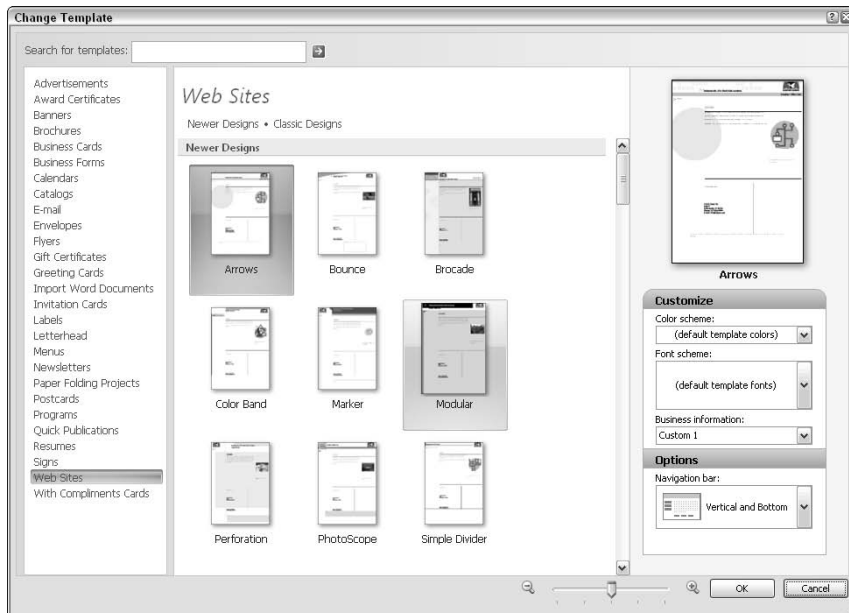 Change Template
Search for templates:
Advertisements
Award Certificates
Banners
Brochures
Business Cards
Business Forms
Calendars
Catalogs
E-mail
Envelopes
Flyers
Gift Certificates
Greeting Cards
Import Word Documents
Invitation Cards
Labels
Letterhead
Menus
Newsletters
Paper Folding Projects
Postcards
Programs
Quick Publications
Resumes
Signs
Web Sites
With Compliments Cards
Web Sites
Newer Designs • Classic Designs
Newer Designs
Arrows Bounce Brocade
Color Band Marker Modular
Perforation PhotoScope Simple Divider
Arrows
Customize
Color scheme:
(default template colors)
Font scheme:
(default template fonts)
Business information:
Custom 1
Options
Navigation bar:
Vertical and Bottom
OK Cancel